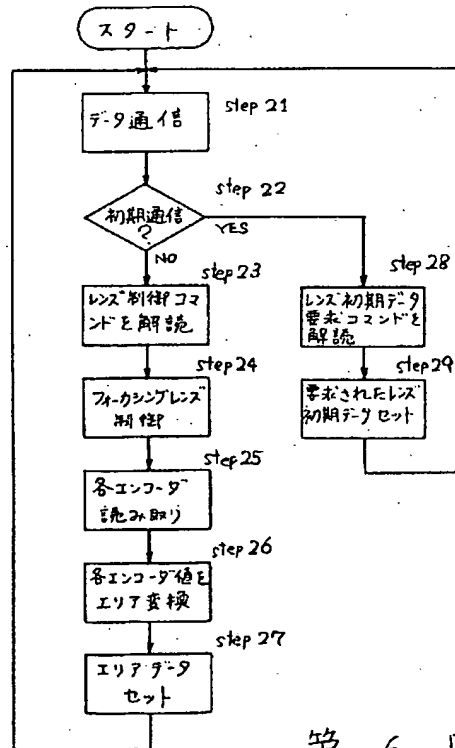 スタート
データ通信
step 21
step 22
初期通信
?
YES
NO
step 23
レンズ制御コマ
ンドを解読
step 24
フォーカシングレンズ
制御
step 25
各エンコーダ
読み取り
step 26
各エンコーダ値を
エリア変換
step 27
エリアデータ
セット
step 28
レンズ初期データ
要求コマンドを
解読
step 29
要求されたレンズ
初期データセット
第 6